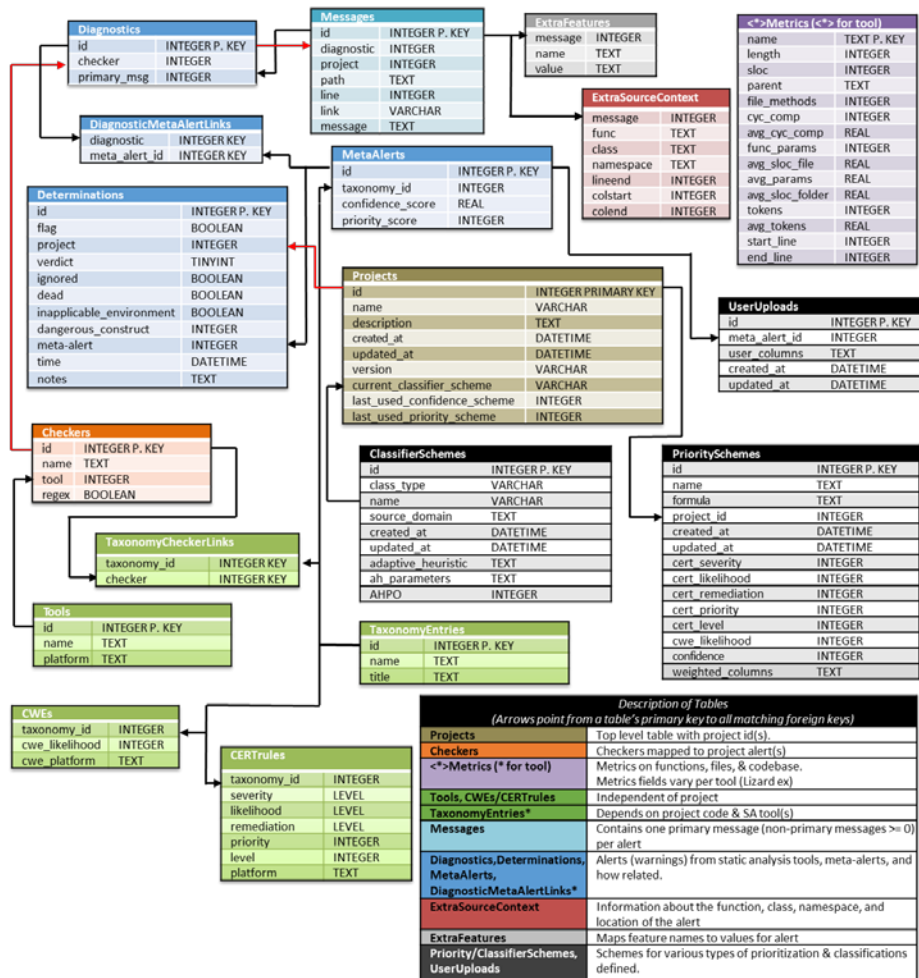 Diagnostics
id INTEGER P. KEY
checker INTEGER
primary_msg INTEGER
Messages
id INTEGER P. KEY
diagnostic INTEGER
project INTEGER
path TEXT
line INTEGER
link VARCHAR
message TEXT
ExtraFeatures
message INTEGER
name TEXT
value TEXT
<*>Metrics (<*> for tool)
name TEXT P. KEY
length INTEGER
sloc INTEGER
parent TEXT
file_methods INTEGER
cyc_comp INTEGER
avg_cyc_comp REAL
func_params INTEGER
avg_sloc_file REAL
avg_params REAL
avg_sloc_folder REAL
tokens INTEGER
avg_tokens REAL
start_line INTEGER
end_line INTEGER
ExtraSourceContext
message INTEGER
func TEXT
class TEXT
namespace TEXT
lineend INTEGER
colstart INTEGER
colend INTEGER
DiagnosticMetaAlertLinks
diagnostic INTEGER KEY
meta_alert_id INTEGER KEY
MetaAlerts
id INTEGER P. KEY
taxonomy_id INTEGER
confidence_score REAL
priority_score INTEGER
Determinations
id INTEGER P. KEY
flag BOOLEAN
project INTEGER
verdict TINYINT
ignored BOOLEAN
dead BOOLEAN
inapplicable_environment BOOLEAN
dangerous_construct INTEGER
meta-alert INTEGER
time DATETIME
notes TEXT
Projects
id INTEGER PRIMARY KEY
name VARCHAR
description TEXT
created_at DATETIME
updated_at DATETIME
version VARCHAR
current_classifier_scheme VARCHAR
last_used_confidence_scheme INTEGER
last_used_priority_scheme INTEGER
UserUploads
id INTEGER P. KEY
meta_alert_id INTEGER
user_columns TEXT
created_at DATETIME
updated_at DATETIME
Checkers
id INTEGER P. KEY
name TEXT
tool INTEGER
regex BOOLEAN
ClassifierSchemes
id INTEGER P. KEY
class_type VARCHAR
name VARCHAR
source_domain TEXT
created_at DATETIME
updated_at DATETIME
adaptive_heuristic TEXT
ah_parameters TEXT
AHPO INTEGER
PrioritySchemes
id INTEGER P. KEY
name TEXT
formula TEXT
project_id INTEGER
created_at DATETIME
updated_at DATETIME
cert_severity INTEGER
cert_likelihood INTEGER
cert_remediation INTEGER
cert_priority INTEGER
cert_level INTEGER
cwe_likelihood INTEGER
confidence INTEGER
weighted_columns TEXT
TaxonomyCheckerLinks
taxonomy_id INTEGER KEY
checker INTEGER KEY
Tools
id INTEGER P. KEY
name TEXT
platform TEXT
TaxonomyEntries
id INTEGER P. KEY
name TEXT
title TEXT
CWEs
taxonomy_id INTEGER
cwe_likelihood INTEGER
cwe_platform TEXT
CERTrules
taxonomy_id INTEGER
severity LEVEL
likelihood LEVEL
remediation LEVEL
priority INTEGER
level INTEGER
platform TEXT
Description of Tables
(Arrows point from a table's primary key to all matching foreign keys)
Projects Top level table with project id(s).
Checkers Checkers mapped to project alert(s)
<*>Metrics (* for tool) Metrics on functions, files, & codebase.
Metrics fields vary per tool (Lizard ex)
Tools, CWEs/CERTrules Independent of project
TaxonomyEntries* Depends on project code & SA tool(s)
Messages Contains one primary message (non-primary messages >= 0)
per alert
Diagnostics,Determinations, Alerts (warnings) from static analysis tools, meta-alerts, and
MetaAlerts, how related.
DiagnosticMetaAlertLinks*
ExtraSourceContext Information about the function, class, namespace, and
location of the alert
ExtraFeatures Maps feature names to values for alert
Priority/ClassifierSchemes, Schemes for various types of prioritization & classifications
UserUploads defined.